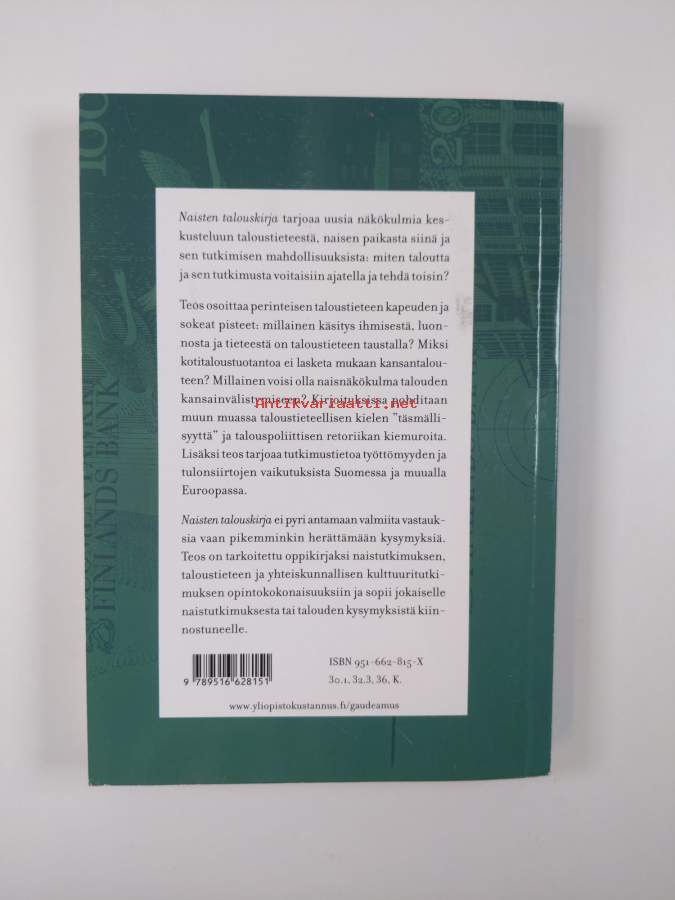 100
20
FINLANDS BANK
Naisten talouskirja tarjoaa uusia näkökulmia kes-
kusteluun taloustieteestä, naisen paikasta siinä ja
sen tutkimisen mahdollisuuksista: miten taloutta
ja sen tutkimusta voitaisiin ajatella ja tehdä toisin?
Teos osoittaa perinteisen taloustieteen kapeuden ja
sokeat pisteet: millainen käsitys ihmisestä, luon-
nosta ja tieteestä on taloustieteen taustalla? Miksi
kotitaloustuotantoa ei lasketa mukaan kansantalou-
teen? Millainen voisi olla naisnäkökulma talouden
kansainvälistymiseen? Kirjoituksissa pohditaan
Antikvariaatti.net
muun muassa taloustieteellisen kielen "täsmälli-
syyttä" ja talouspoliittisen retoriikan kiemuroita.
Lisäksi teos tarjoaa tutkimustietoa työttömyyden ja
tulonsiirtojen vaikutuksista Suomessa ja muualla
Euroopassa.
Naisten talouskirja ei pyri antamaan valmiita vastauk-
sia vaan pikemminkin herättämään kysymyksiä.
Teos on tarkoitettu oppikirjaksi naistutkimuksen,
taloustieteen ja yhteiskunnallisen kulttuuritutki-
muksen opintokokonaisuuksiin ja sopii jokaiselle
naistutkimuksesta tai talouden kysymyksistä kiin-
nostuneelle.
ISBN 951-662-815-X
30.1, 32.3, 36, K.
9 789516 628151
www.yliopistokustannus.fi/gaudeamus